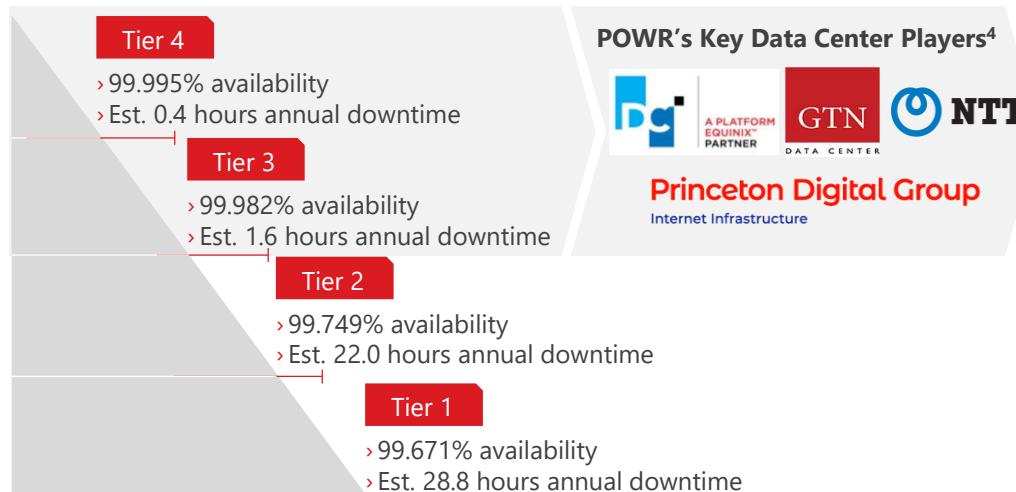 Tier 4
› 99.995% availability
› Est. 0.4 hours annual downtime
Tier 3
› 99.982% availability
› Est. 1.6 hours annual downtime
Tier 2
› 99.749% availability
› Est. 22.0 hours annual downtime
Tier 1
› 99.671% availability
› Est. 28.8 hours annual downtime
POWR's Key Data Center Players⁴
DCI
A PLATFORM
EQUINIX™
PARTNER
GTN
DATA CENTER
NTT
Princeton Digital Group
Internet Infrastructure